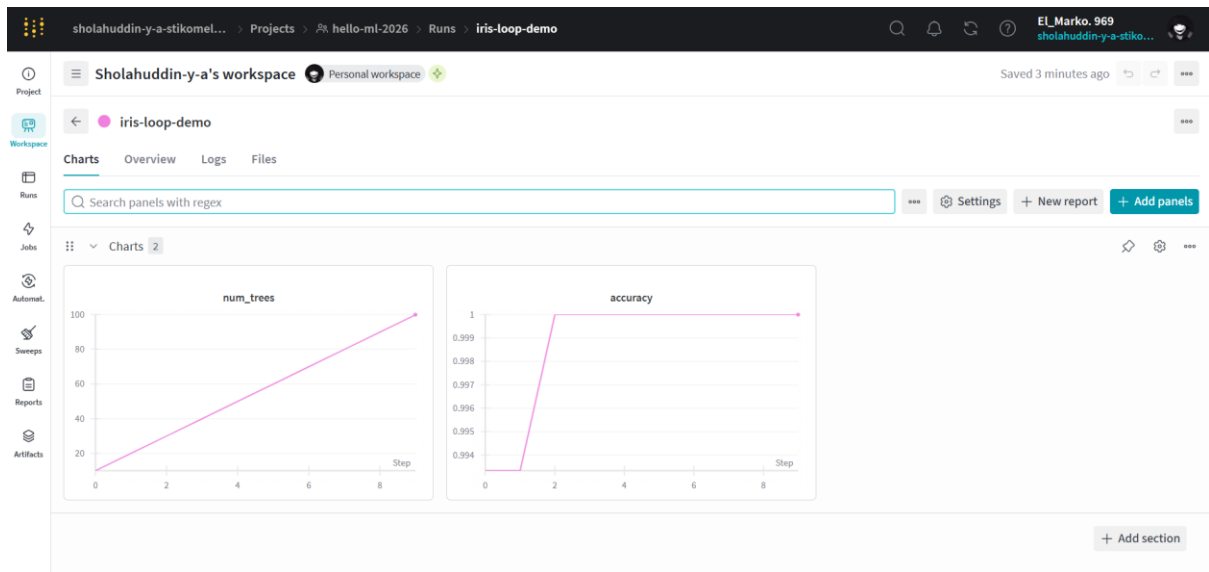 sholahuddin-y-a-stikomel... > Projects > hello-ml-2026 > Runs > iris-loop-demo
El_Marko. 969
sholahuddin-y-a-stiko...
Project
Workspace
Runs
Jobs
Automat.
Sweeps
Reports
Artifacts
Sholahuddin-y-a's workspace Personal workspace
Saved 3 minutes ago
iris-loop-demo
Charts Overview Logs Files
Search panels with regex
Settings
+ New report
+ Add panels
Charts 2
num_trees
100
80
60
40
20
Step
0 2 4 6 8
accuracy
1
0.999
0.998
0.997
0.996
0.995
0.994
Step
0 2 4 6 8
+ Add section